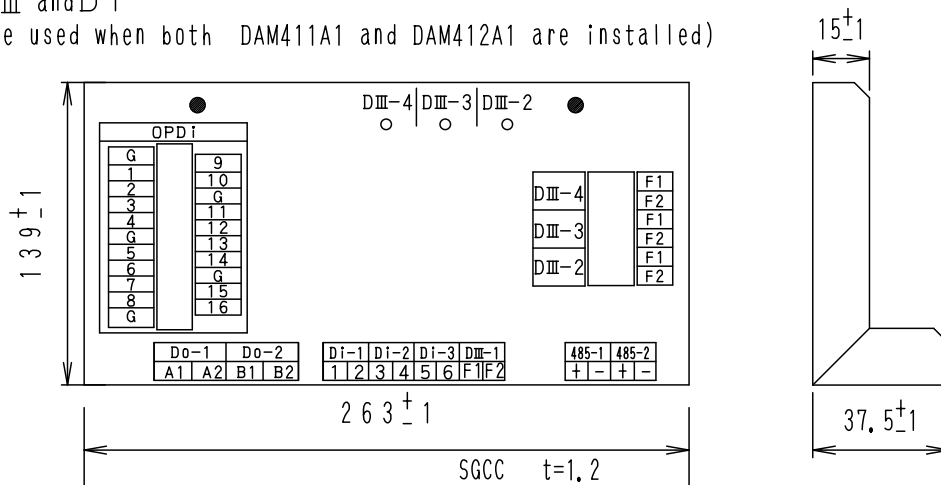 Ⅲ and D i
e used when both DAM411A1 and DAM412A1 are installed)
15±1
DⅢ-4 DⅢ-3 DⅢ-2
OPDi
G
1
2
3
4
G
5
6
7
8
G
9
10
G
11
12
13
14
G
15
16
DⅢ-4
DⅢ-3
DⅢ-2
F1
F2
F1
F2
F1
F2
139±1
Do-1 Do-2
A1 A2 B1 B2
Di-1 Di-2 Di-3 DⅢ-1
1 2 3 4 5 6 F1 F2
485-1 485-2
+ - + -
263±1
37.5±1
SGCC t=1.2